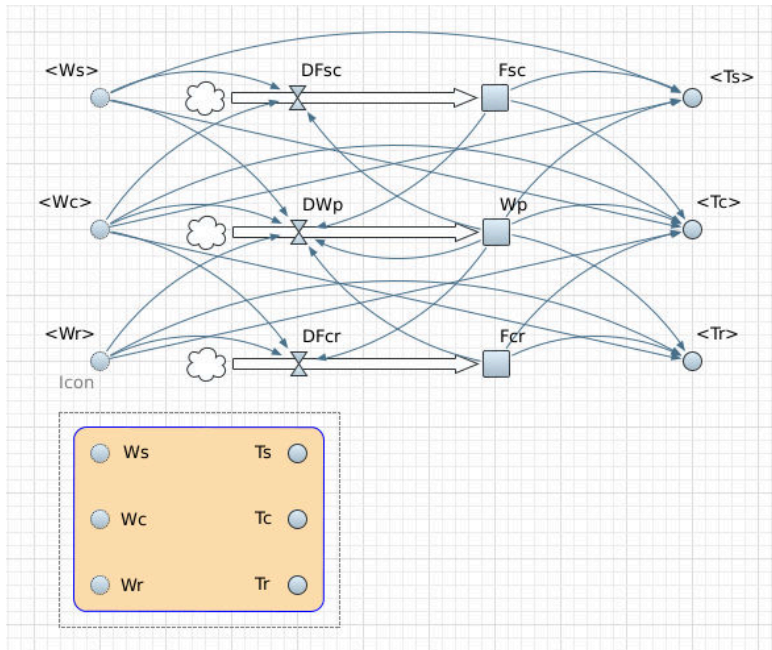 <Ws> DFsc Fsc <Ts>
<Wc> DWp Wp <Tc>
<Wr> DFcr Fcr <Tr>
Icon
Ws Ts
Wc Tc
Wr Tr